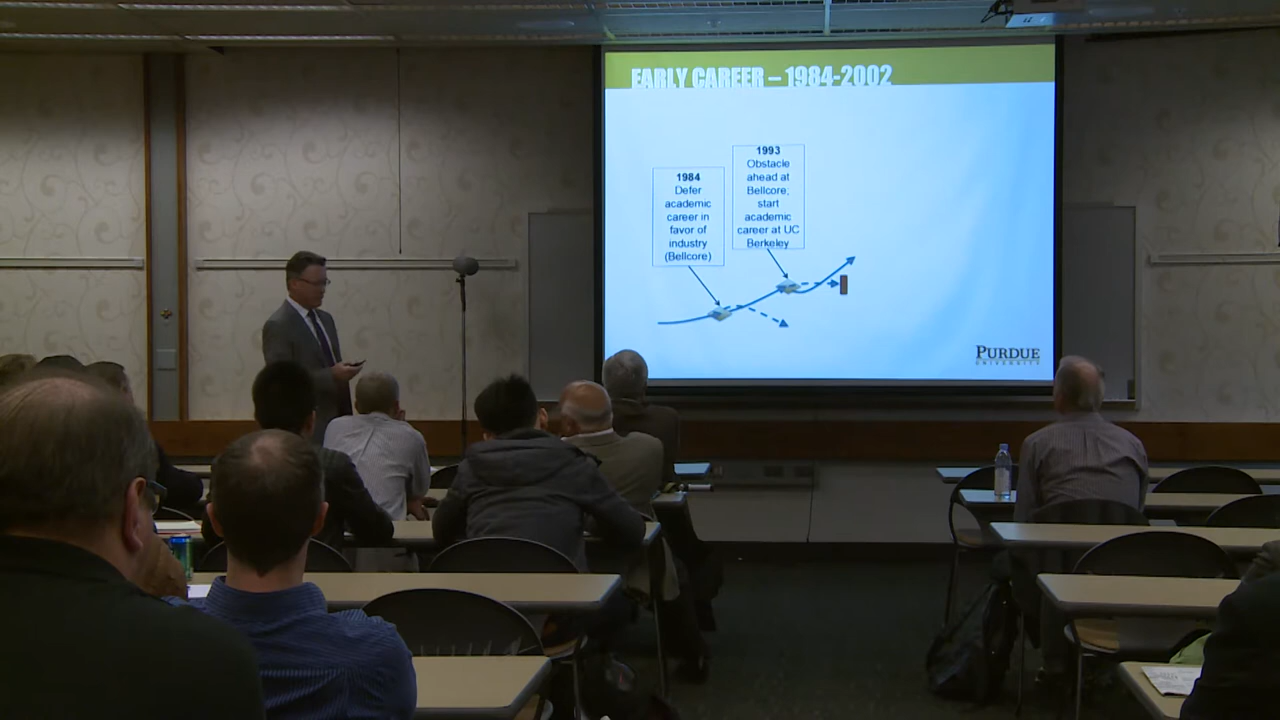 EARLY CAREER – 1984-2002
1984
Defer
academic
career in
favor of
industry
(Bellcore)
1993
Obstacle
ahead at
Bellcore;
start
academic
career at UC
Berkeley
PURDUE
UNIVERSITY